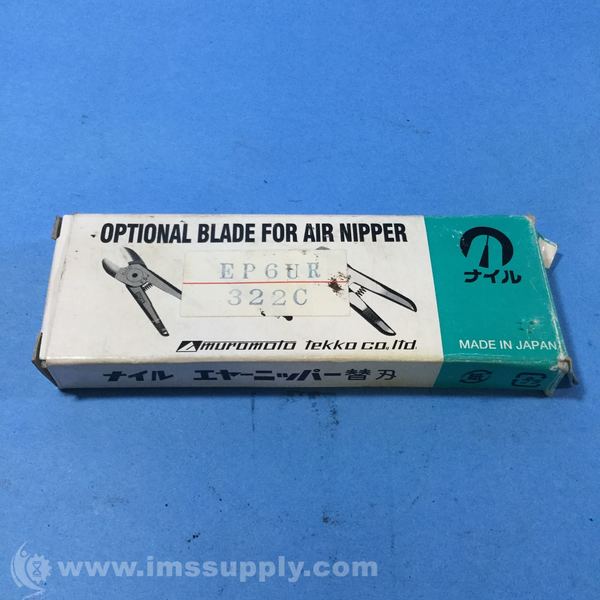 OPTIONAL BLADE FOR AIR NIPPER
EP6UR
322C
muromoto tekko co., ltd.
ナイル
MADE IN JAPAN
ナイル エヤーニッパー替刃
紙
www.imssupply.com